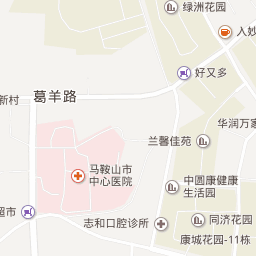 绿洲花园
入妙
好又多
新村
葛羊路
华润万家
兰馨佳苑
马鞍山市
中心医院
中圆康健康
生活园
超市
志和口腔诊所
同济花园
康城花园-11栋